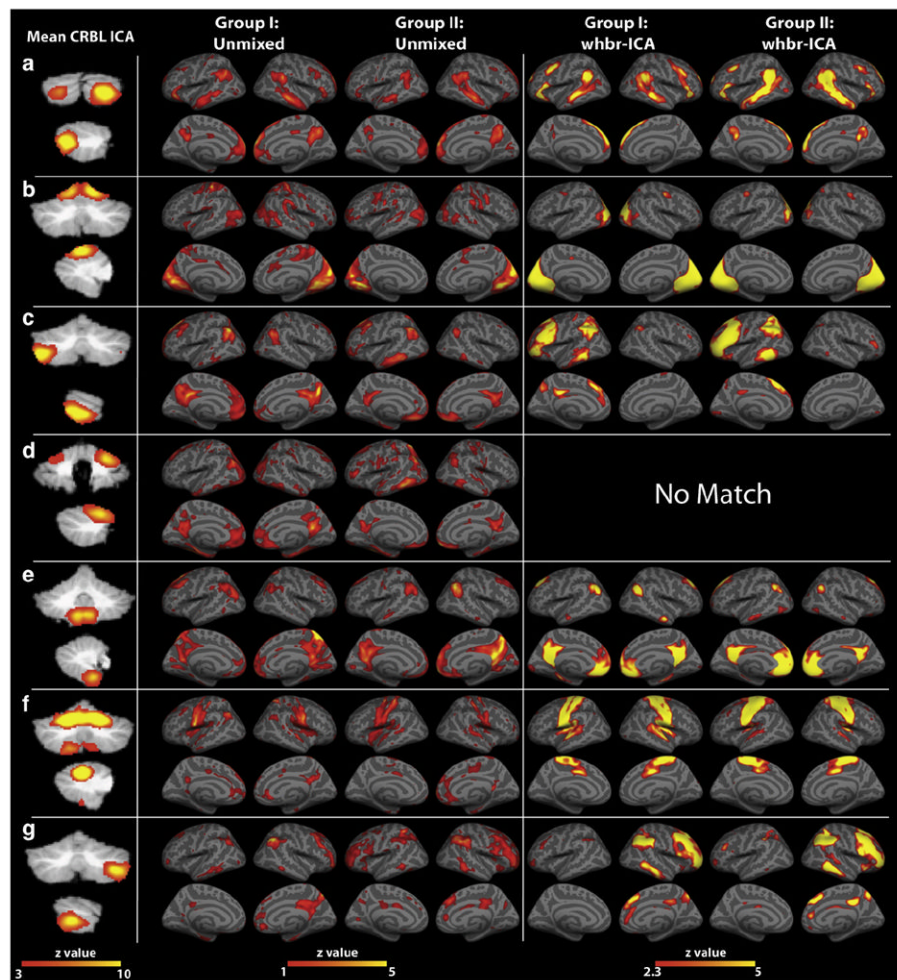 Mean CRBL ICA
Group I:
Unmixed
Group II:
Unmixed
Group I:
whbr-ICA
Group II:
whbr-ICA
a
b
c
d
No Match
e
f
g
z value
3 10
z value
1 5
z value
2.3 5